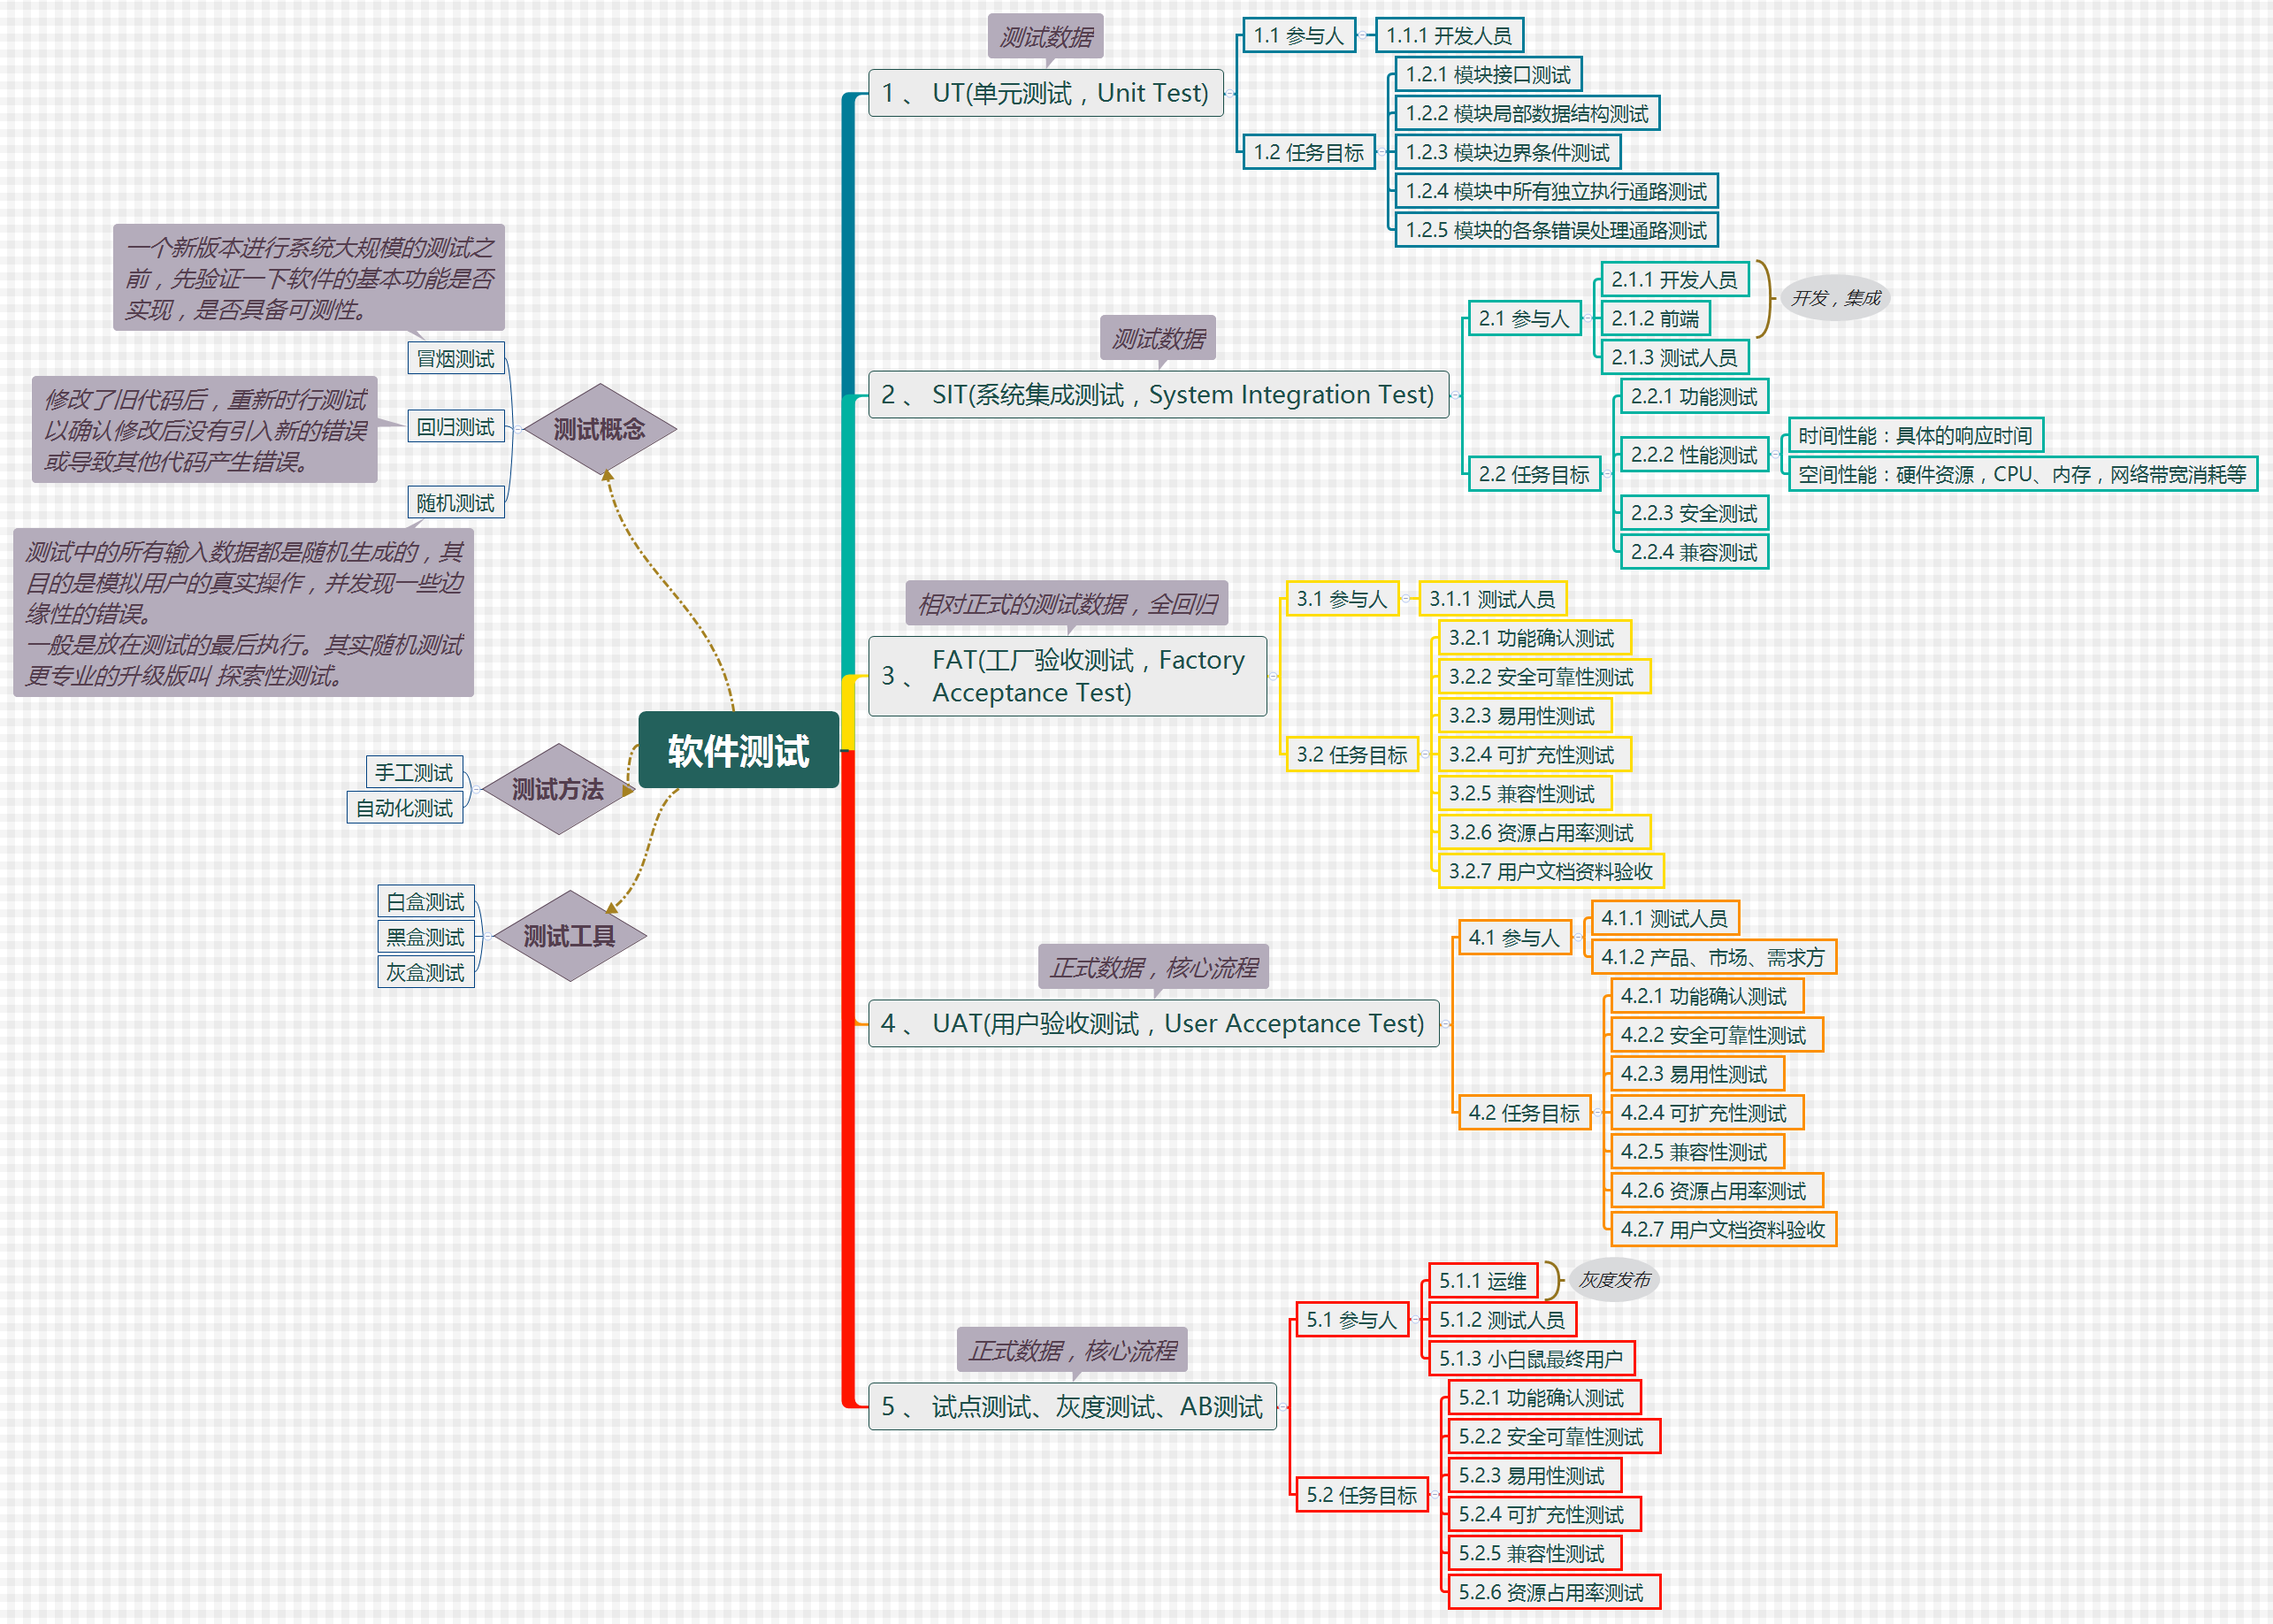 软件测试
测试数据
1、 UT(单元测试，Unit Test)
1.1 参与人
1.1.1 开发人员
1.2 任务目标
1.2.1 模块接口测试
1.2.2 模块局部数据结构测试
1.2.3 模块边界条件测试
1.2.4 模块中所有独立执行通路测试
1.2.5 模块的各条错误处理通路测试
测试数据
2、 SIT(系统集成测试，System Integration Test)
2.1 参与人
2.1.1 开发人员
2.1.2 前端
2.1.3 测试人员
开发，集成
2.2 任务目标
2.2.1 功能测试
2.2.2 性能测试
时间性能：具体的响应时间
空间性能：硬件资源，CPU、内存，网络带宽消耗等
2.2.3 安全测试
2.2.4 兼容测试
相对正式的测试数据，全回归
3、 FAT(工厂验收测试，Factory
Acceptance Test)
3.1 参与人
3.1.1 测试人员
3.2 任务目标
3.2.1 功能确认测试
3.2.2 安全可靠性测试
3.2.3 易用性测试
3.2.4 可扩充性测试
3.2.5 兼容性测试
3.2.6 资源占用率测试
3.2.7 用户文档资料验收
正式数据，核心流程
4、 UAT(用户验收测试，User Acceptance Test)
4.1 参与人
4.1.1 测试人员
4.1.2 产品、市场、需求方
4.2 任务目标
4.2.1 功能确认测试
4.2.2 安全可靠性测试
4.2.3 易用性测试
4.2.4 可扩充性测试
4.2.5 兼容性测试
4.2.6 资源占用率测试
4.2.7 用户文档资料验收
正式数据，核心流程
5、 试点测试、灰度测试、AB测试
5.1 参与人
5.1.1 运维
灰度发布
5.1.2 测试人员
5.1.3 小白鼠最终用户
5.2 任务目标
5.2.1 功能确认测试
5.2.2 安全可靠性测试
5.2.3 易用性测试
5.2.4 可扩充性测试
5.2.5 兼容性测试
5.2.6 资源占用率测试
测试概念
一个新版本进行系统大规模的测试之
前，先验证一下软件的基本功能是否
实现，是否具备可测性。
冒烟测试
修改了旧代码后，重新时行测试
以确认修改后没有引入新的错误
或导致其他代码产生错误。
回归测试
随机测试
测试中的所有输入数据都是随机生成的，其
目的是模拟用户的真实操作，并发现一些边
缘性的错误。
一般是放在测试的最后执行。其实随机测试
更专业的升级版叫 探索性测试。
测试方法
手工测试
自动化测试
测试工具
白盒测试
黑盒测试
灰盒测试